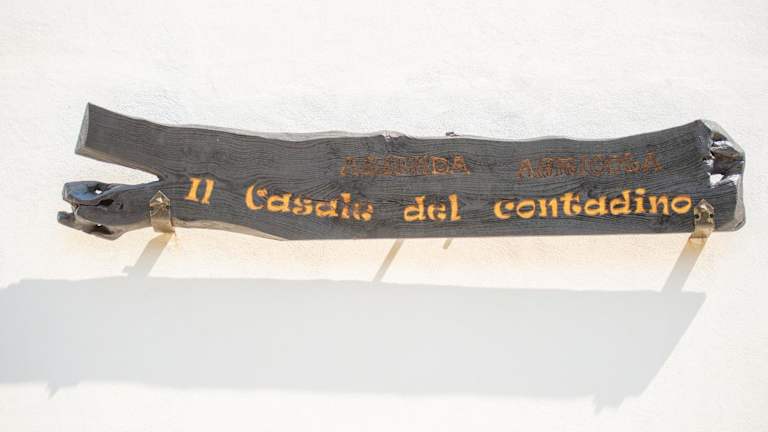 AZIENDA AGRICOLA
Il Casale del contadino